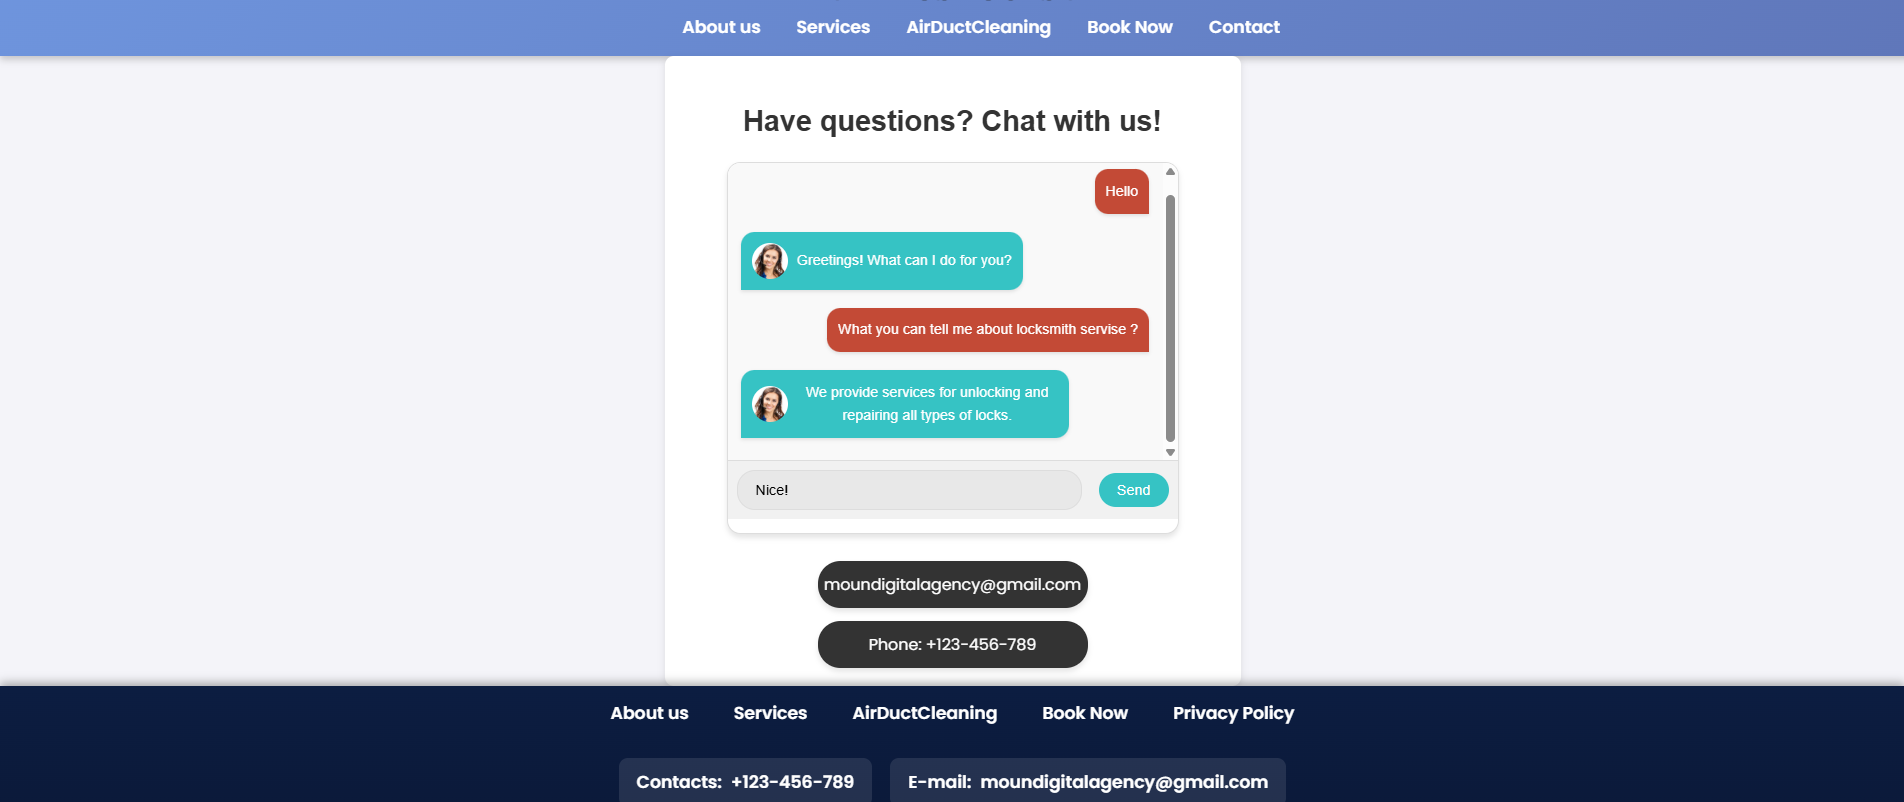 About us Services AirDuctCleaning Book Now Contact
Have questions? Chat with us!
Hello
Greetings! What can I do for you?
What you can tell me about locksmith servise ?
We provide services for unlocking and
repairing all types of locks.
Nice! Send
moundigitalagency@gmail.com
Phone: +123-456-789
About us Services AirDuctCleaning Book Now Privacy Policy
Contacts: +123-456-789 E-mail: moundigitalagency@gmail.com